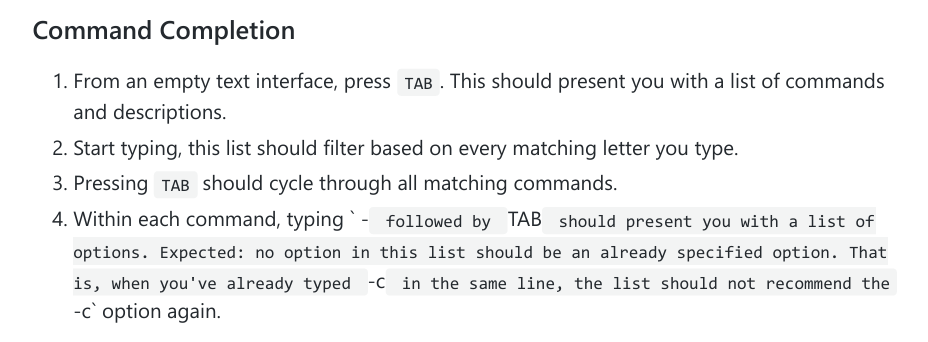 Command Completion
1. From an empty text interface, press TAB. This should present you with a list of commands
and descriptions.
2. Start typing, this list should filter based on every matching letter you type.
3. Pressing TAB should cycle through all matching commands.
4. Within each command, typing ` - followed by TAB should present you with a list of
options. Expected: no option in this list should be an already specified option. That
is, when you've already typed -c in the same line, the list should not recommend the
-c` option again.